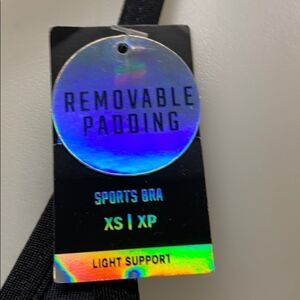 REMOVABLE
PADDING
SPORTS BRA
XS | XP
LIGHT SUPPORT